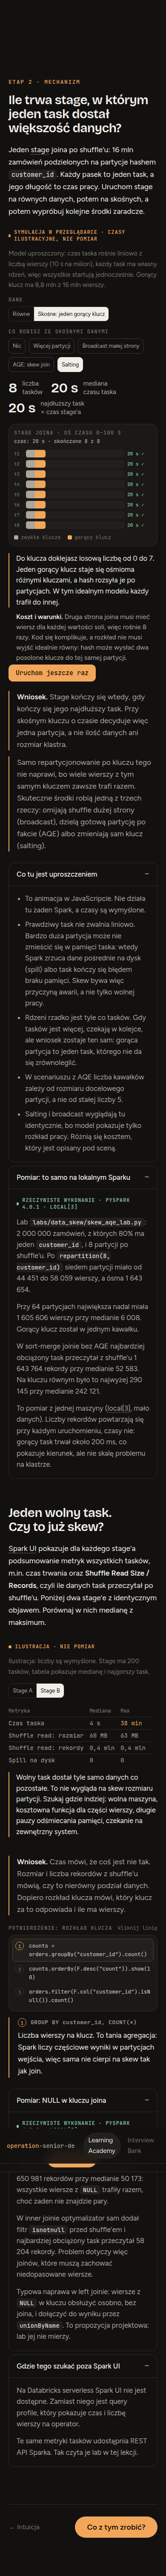 ETAP 2 · MECHANIZM
Ile trwa stage, w którym
jeden task dostał
większość danych?
Jeden stage joina po shuffle'u: 16 mln
zamówień podzielonych na partycje hashem
customer_id. Każdy pasek to jeden task, a
jego długość to czas pracy. Uruchom stage
na równych danych, potem na skośnych, a
potem wypróbuj kolejne środki zaradcze.
SYMULACJA W PRZEGLĄDARCE · CZASY
ILUSTRACYJNE, NIE POMIAR
Model uproszczony: czas taska rośnie liniowo z
liczbą wierszy (10 s na milion), każdy task ma własny
rdzeń, więc wszystkie startują jednocześnie. Gorący
klucz ma 8,8 mln z 16 mln wierszy.
DANE
Równe
Skośne: jeden gorący klucz
CO ROBISZ ZE SKOŚNYMI DANYMI
Nic
Więcej partycji
Broadcast małej strony
AQE: skew join
Salting
8 liczba tasków
20 s mediana czasu taska
20 s najdłuższy task = czas stage'a
STAGE JOINA · OŚ CZASU 0–100 S
czas: 20 s · skończone 8 z 8
t1 20 s ✓
t2 20 s ✓
t3 20 s ✓
t4 20 s ✓
t5 20 s ✓
t6 20 s ✓
t7 20 s ✓
t8 20 s ✓
zwykłe klucze
gorący klucz
Do klucza doklejasz losową liczbę od 0 do 7.
Jeden gorący klucz staje się ośmioma
różnymi kluczami, a hash rozsyła je po
partycjach. W tym idealnym modelu każdy
trafił do innej.
Koszt i warunki. Druga strona joina musi mieć
wiersz dla każdej wartości soli, więc rośnie 8
razy. Kod się komplikuje, a rozkład nie musi
wyjść idealnie równy: hash może wysłać dwa
posolone klucze do tej samej partycji.
Uruchom jeszcze raz
Wniosek. Stage kończy się wtedy, gdy
kończy się jego najdłuższy task. Przy
skośnym kluczu o czasie decyduje więc
jedna partycja, a nie ilość danych ani
rozmiar klastra.
Samo repartycjonowanie po kluczu tego
nie naprawi, bo wiele wierszy z tym
samym kluczem zawsze trafi razem.
Skuteczne środki robią jedną z trzech
rzeczy: omijają shuffle dużej strony
(broadcast), dzielą gotową partycję po
fakcie (AQE) albo zmieniają sam klucz
(salting).
Co tu jest uproszczeniem −
• To animacja w JavaScripcie. Nie działa
tu żaden Spark, a czasy są wymyślone.
• Prawdziwy task nie zwalnia liniowo.
Bardzo duża partycja może nie
zmieścić się w pamięci taska: wtedy
Spark zrzuca dane pośrednie na dysk
(spill) albo task kończy się błędem
braku pamięci. Skew bywa więc
przyczyną awarii, a nie tylko wolnej
pracy.
• Rdzeni rzadko jest tyle co tasków. Gdy
tasków jest więcej, czekają w kolejce,
ale wniosek zostaje ten sam: gorąca
partycja to jeden task, którego nie da
się zrównoleglić.
• W scenariuszu z AQE liczba kawałków
zależy od rozmiaru docelowego
partycji, a nie od stałej liczby 5.
• Salting i broadcast wyglądają tu
identycznie, bo model pokazuje tylko
rozkład pracy. Różnią się kosztem,
który jest opisany pod sceną.
Pomiar: to samo na lokalnym Sparku −
RZECZYWISTE WYKONANIE · PYSPARK
4.0.1 · LOCAL[3]
Lab labs/data_skew/skew_aqe_lab.py:
2 000 000 zamówień, z których 80% ma
jeden customer_id, i 8 partycji po
shuffle'u. Po repartition(8,
customer_id) siedem partycji miało od
44 451 do 58 059 wierszy, a ósma 1 643
654.
Przy 64 partycjach największa nadal miała
1 605 606 wierszy przy medianie 6 008.
Gorący klucz został w jednym kawałku.
W sort-merge joinie bez AQE najbardziej
obciążony task przeczytał z shuffle'u 1
643 764 rekordy przy medianie 52 583.
Na kluczu równym było to najwyżej 290
145 przy medianie 242 121.
To pomiar z jednej maszyny (local[3], mało
danych). Liczby rekordów powtarzają się
przy każdym uruchomieniu, czasy nie:
gorący task trwał około 200 ms, co
pokazuje kierunek, ale nie skalę problemu
na klastrze.
Jeden wolny task.
Czy to już skew?
Spark UI pokazuje dla każdego stage'a
podsumowanie metryk wszystkich tasków,
m.in. czasu trwania oraz Shuffle Read Size /
Records, czyli ile danych task przeczytał po
shuffle'u. Poniżej dwa stage'e z identycznym
objawem. Porównaj w nich medianę z
maksimum.
ILUSTRACJA · NIE POMIAR
Ilustracja: liczby są wymyślone. Stage ma 200
tasków, tabela pokazuje medianę i najgorszy task.
Stage A
Stage B
Metryka Mediana Max
Czas taska 4 s 38 min
Shuffle read: rozmiar 60 MB 63 MB
Shuffle read: rekordy 0,4 mln 0,4 mln
Spill na dysk 0 0
Wolny task dostał tyle samo danych co
pozostałe. To nie wygląda na skew rozmiaru
partycji. Szukaj gdzie indziej: wolna maszyna,
kosztowna funkcja dla części wierszy, długie
pauzy odśmiecania pamięci, czekanie na
zewnętrzny system.
Wniosek. Czas mówi, że coś jest nie tak.
Rozmiar i liczba rekordów z shuffle'u
mówią, czy to nierówny podział danych.
Dopiero rozkład klucza mówi, który klucz
za to odpowiada i ile ma wierszy.
POTWIERDZENIE: ROZKŁAD KLUCZA Kliknij linię
1 counts =
orders.groupBy("customer_id").count()
2 counts.orderBy(F.desc("count")).show(1
0)
3 orders.filter(F.col("customer_id").isN
ull()).count()
1 GROUP BY customer_id, COUNT(*)
Liczba wierszy na klucz. To tania agregacja:
Spark liczy częściowe wyniki w partycjach
wejścia, więc sama nie cierpi na skew tak
jak join.
Pomiar: NULL w kluczu joina −
RZECZYWISTE WYKONANIE · PYSPARK
operation-senior-de
Learning
Academy
Interview
Bank
650 981 rekordów przy medianie 50 173:
wszystkie wiersze z NULL trafiły razem,
choć żaden nie znajdzie pary.
W inner joinie optymalizator sam dodał
filtr isnotnull przed shuffle'em i
najbardziej obciążony task przeczytał 58
204 rekordy. Dotyczy to wierszy
joinów, które muszą zachować
niedopasowane wiersze.
Typowa naprawa w left joinie: wiersze z
NULL w kluczu obsłużyć osobno, bez
joina, i dołączyć do wyniku przez
unionByName. To propozycja projektowa:
lab jej nie mierzy.
Gdzie tego szukać poza Spark UI −
Na Databricks serverless Spark UI nie jest
dostępne. Zamiast niego jest query
profile, który pokazuje czas i liczbę
wierszy na operator.
Te same metryki tasków udostępnia REST
API Sparka. Tak czyta je lab w tej lekcji.
← Intuicja
Co z tym zrobić?